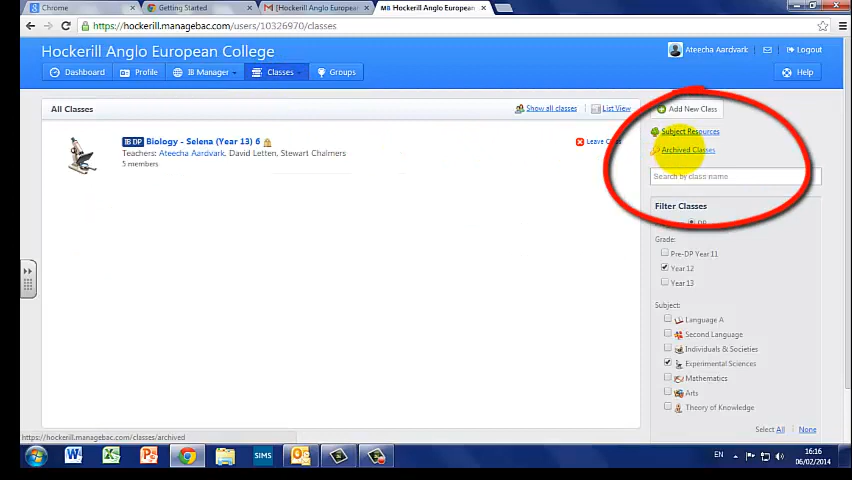 Chrome
Getting Started
[Hockerill Anglo Europea
MB Hockerill Anglo European
https://hockerill.managebac.com/users/10326970/classes
Hockerill Anglo European College
Ateecha Aardvark
Logout
Dashboard
Profile
IB Manager
Classes
Groups
Help
All Classes
Show all classes
List View
Add New Class
IB DP Biology - Selena (Year 13) 6
Leave Class
Teachers: Ateecha Aardvark, David Letten, Stewart Chalmers
5 members
Subject Resources
Archived Classes
Search by class name
Filter Classes
DP
Grade:
Pre-DP Year 11
Year 12
Year 13
Subject:
Language A
Second Language
Individuals & Societies
Experimental Sciences
Mathematics
Arts
Theory of Knowledge
Select All None
https://hockerill.managebac.com/classes/archived
SIMS
EN
16:16
06/02/2014